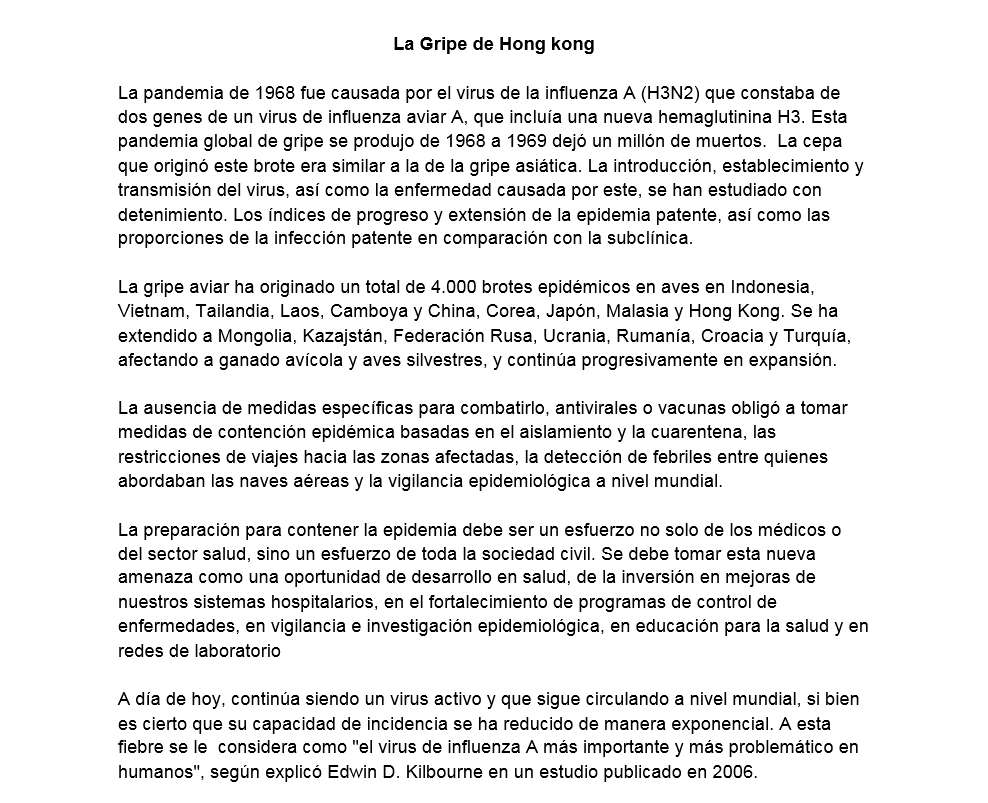 La Gripe de Hong kong
La pandemia de 1968 fue causada por el virus de la influenza A (H3N2) que constaba de
dos genes de un virus de influenza aviar A, que incluía una nueva hemaglutinina H3. Esta
pandemia global de gripe se produjo de 1968 a 1969 dejó un millón de muertos.  La cepa
que originó este brote era similar a la de la gripe asiática. La introducción, establecimiento y
transmisión del virus, así como la enfermedad causada por este, se han estudiado con
detenimiento. Los índices de progreso y extensión de la epidemia patente, así como las
proporciones de la infección patente en comparación con la subclínica.
La gripe aviar ha originado un total de 4.000 brotes epidémicos en aves en Indonesia,
Vietnam, Tailandia, Laos, Camboya y China, Corea, Japón, Malasia y Hong Kong. Se ha
extendido a Mongolia, Kazajstán, Federación Rusa, Ucrania, Rumanía, Croacia y Turquía,
afectando a ganado avícola y aves silvestres, y continúa progresivamente en expansión.
La ausencia de medidas específicas para combatirlo, antivirales o vacunas obligó a tomar
medidas de contención epidémica basadas en el aislamiento y la cuarentena, las
restricciones de viajes hacia las zonas afectadas, la detección de febriles entre quienes
abordaban las naves aéreas y la vigilancia epidemiológica a nivel mundial.
La preparación para contener la epidemia debe ser un esfuerzo no solo de los médicos o
del sector salud, sino un esfuerzo de toda la sociedad civil. Se debe tomar esta nueva
amenaza como una oportunidad de desarrollo en salud, de la inversión en mejoras de
nuestros sistemas hospitalarios, en el fortalecimiento de programas de control de
enfermedades, en vigilancia e investigación epidemiológica, en educación para la salud y en
redes de laboratorio
A día de hoy, continúa siendo un virus activo y que sigue circulando a nivel mundial, si bien
es cierto que su capacidad de incidencia se ha reducido de manera exponencial. A esta
fiebre se le  considera como "el virus de influenza A más importante y más problemático en
humanos", según explicó Edwin D. Kilbourne en un estudio publicado en 2006.